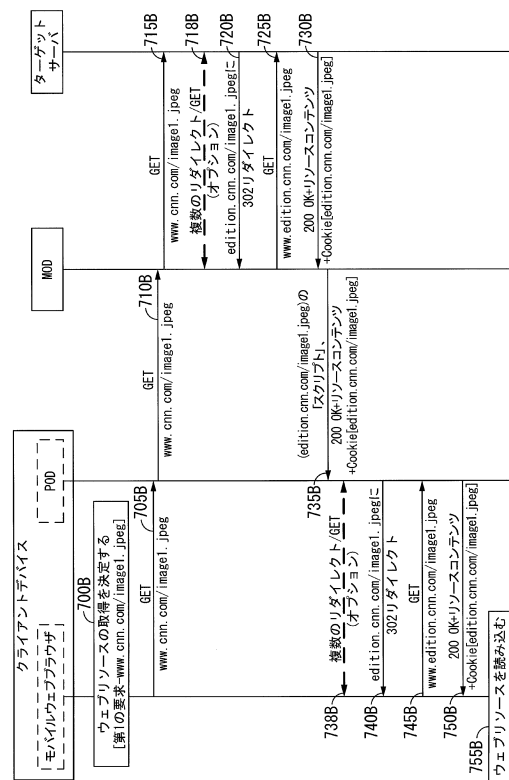 クライアントデバイス
モバイルウェブブラウザ
POD
MOD
ターゲット
サーバ
700B
ウェブリソースの取得を決定する
[第1の要求-www.cnn.com/image1.jpeg]
GET
705B
www.cnn.com/image1.jpeg
GET
710B
www.cnn.com/image1.jpeg
GET
715B
www.cnn.com/image1.jpeg
718B
複数のリダイレクト/GET
(オプション)
720B
edition.cnn.com/image1.jpegに
302リダイレクト
GET
725B
www.edition.cnn.com/image1.jpeg
730B
200 OK+リソースコンテンツ
+Cookie[edition.cnn.com/image1.jpeg]
735B
(edition.cnn.com/image1.jpeg)の
「スクリプト」、
200 OK+リソースコンテンツ
+Cookie[edition.cnn.com/image1.jpeg]
738B
複数のリダイレクト/GET
(オプション)
740B
edition.cnn.com/image1.jpegに
302リダイレクト
745B
GET
www.edition.cnn.com/image1.jpeg
750B
200 OK+リソースコンテンツ
+Cookie[edition.cnn.com/image1.jpeg]
755B
ウェブリソースを読み込む